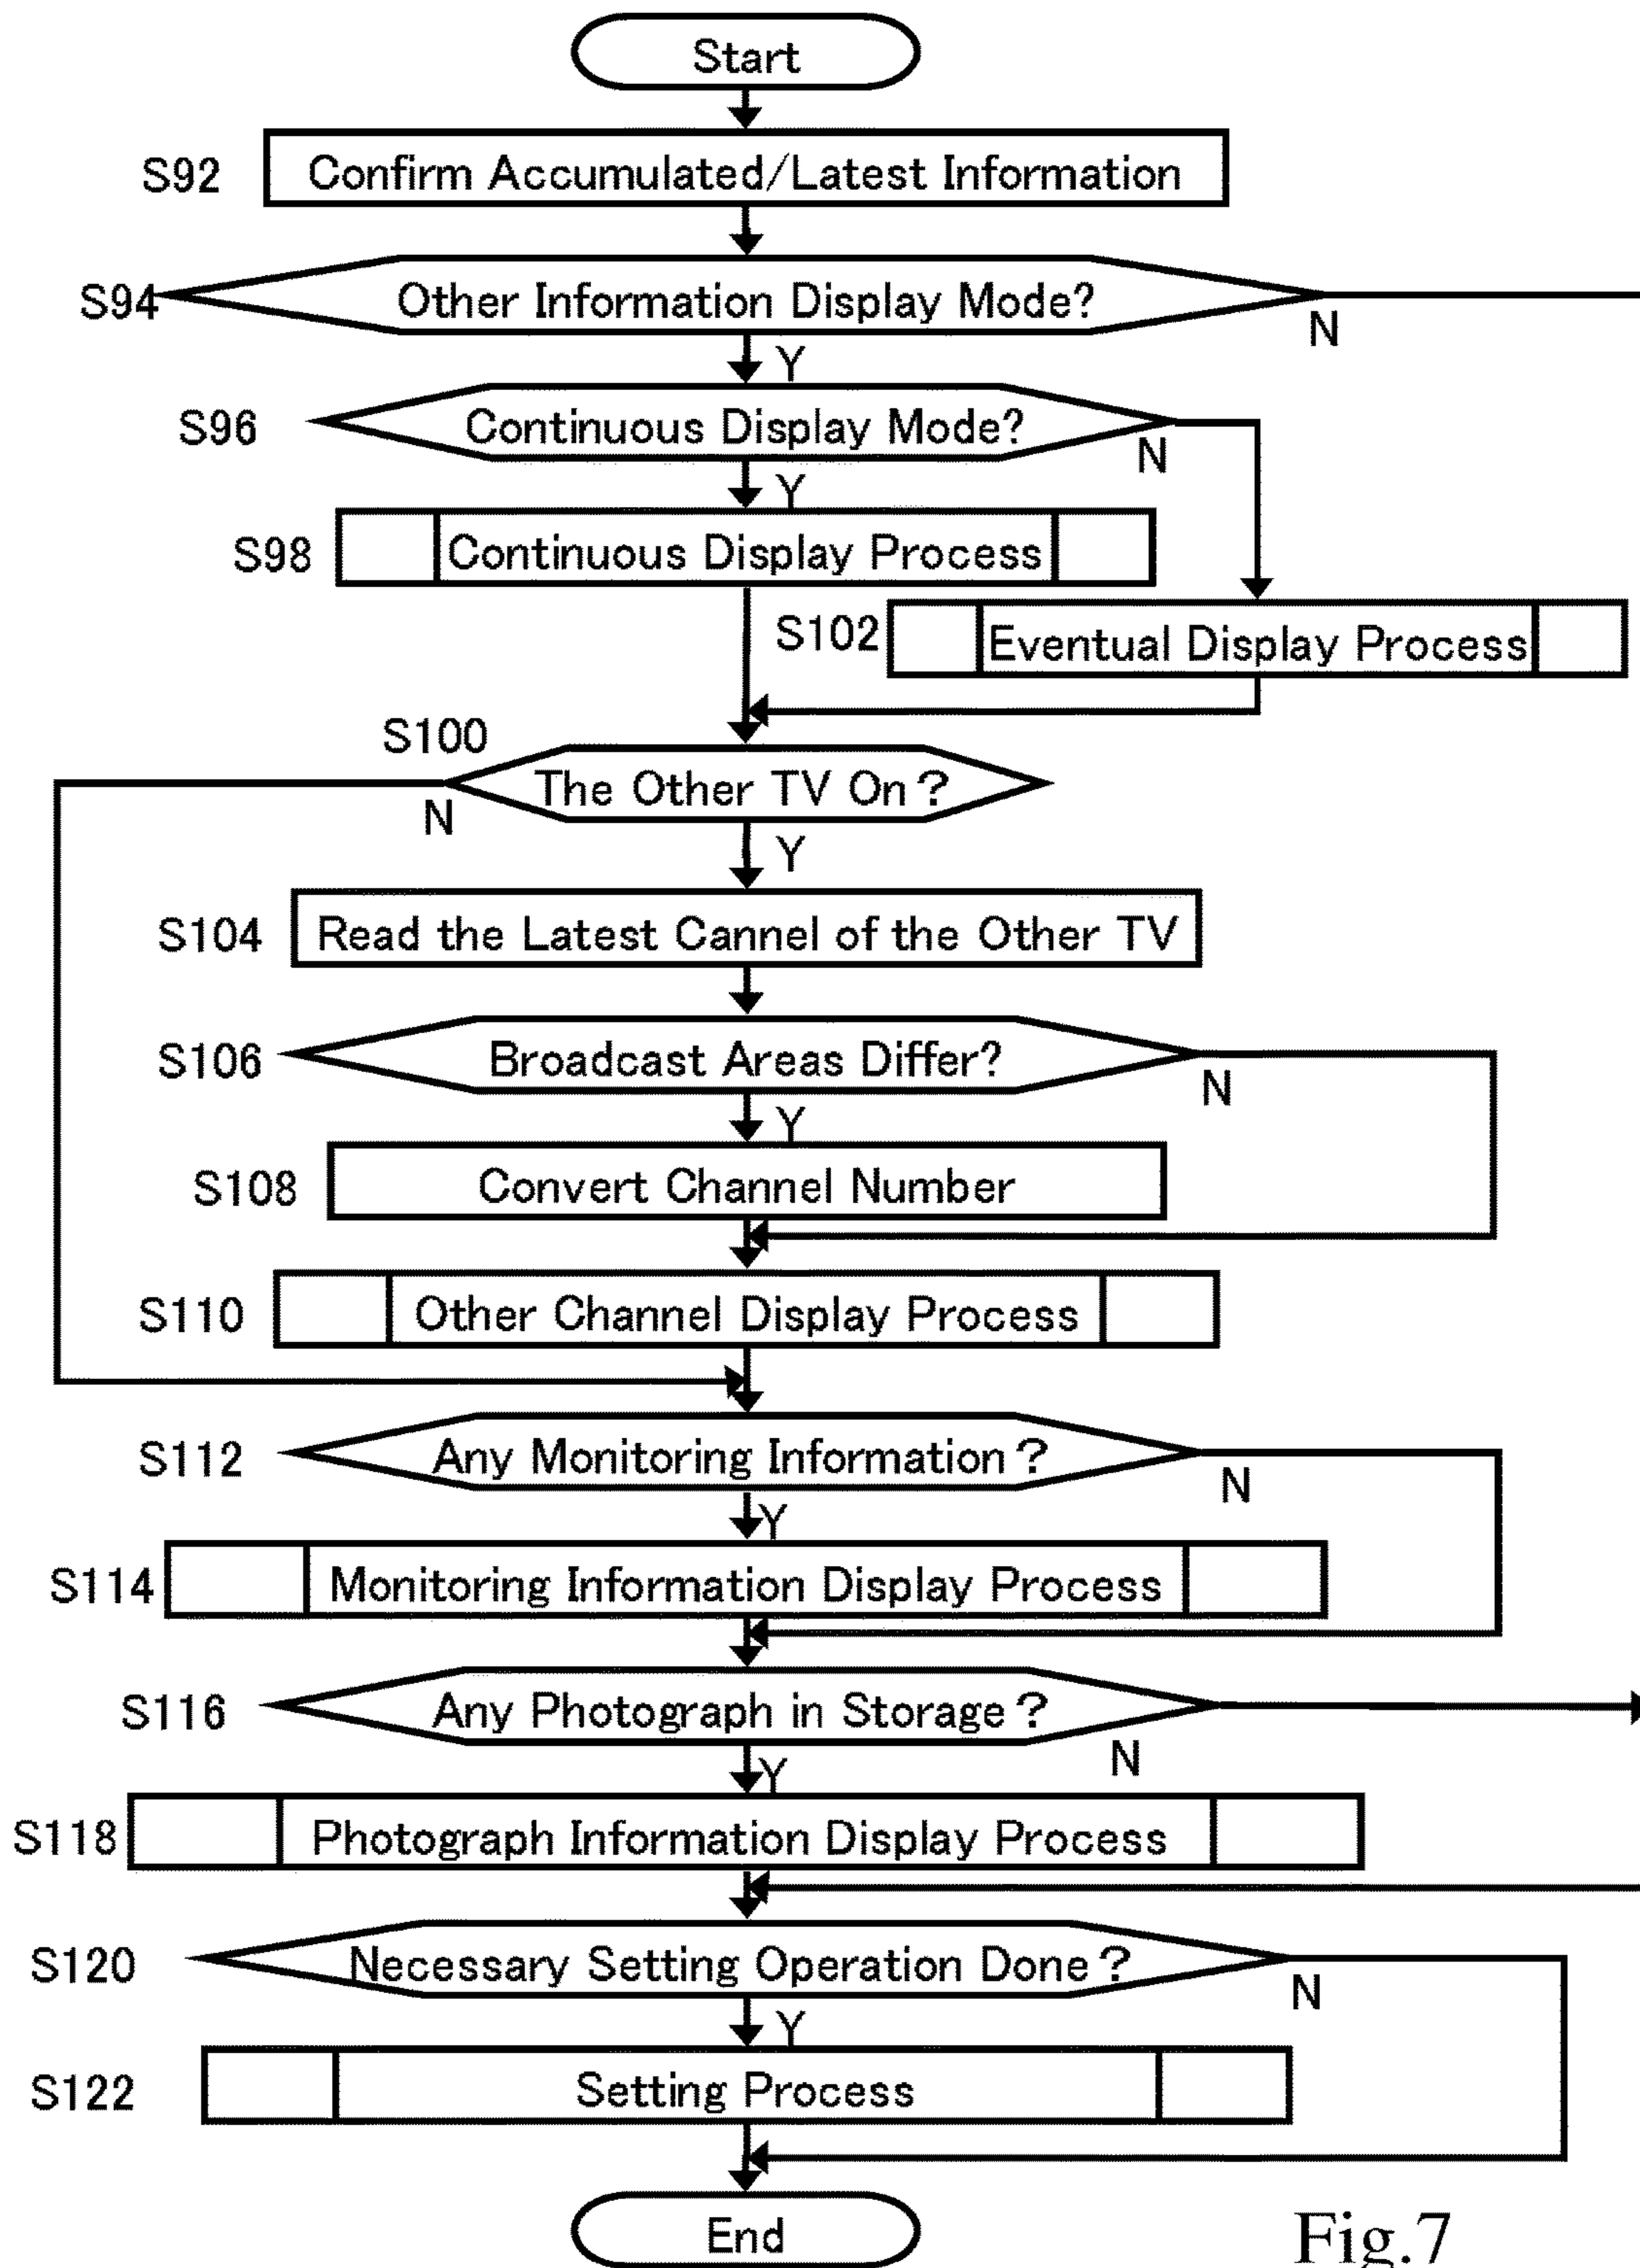 Start
S92 Confirm Accumulated/Latest Information
S94 Other Information Display Mode?
N
Y
S96 Continuous Display Mode?
N
Y
S98 Continuous Display Process
S102 Eventual Display Process
S100
The Other TV On?
N
Y
S104 Read the Latest Cannel of the Other TV
S106 Broadcast Areas Differ?
N
Y
S108 Convert Channel Number
S110 Other Channel Display Process
S112 Any Monitoring Information?
N
Y
S114 Monitoring Information Display Process
S116 Any Photograph in Storage?
N
Y
S118 Photograph Information Display Process
S120 Necessary Setting Operation Done?
N
Y
S122 Setting Process
End
Fig.7